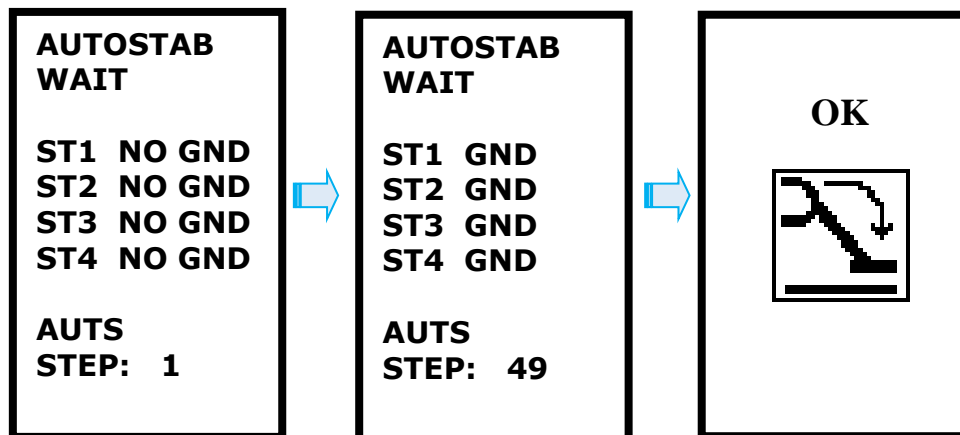 AUTOSTAB
WAIT
ST1 NO GND
ST2 NO GND
ST3 NO GND
ST4 NO GND
AUTS
STEP: 1
AUTOSTAB
WAIT
ST1 GND
ST2 GND
ST3 GND
ST4 GND
AUTS
STEP: 49
OK